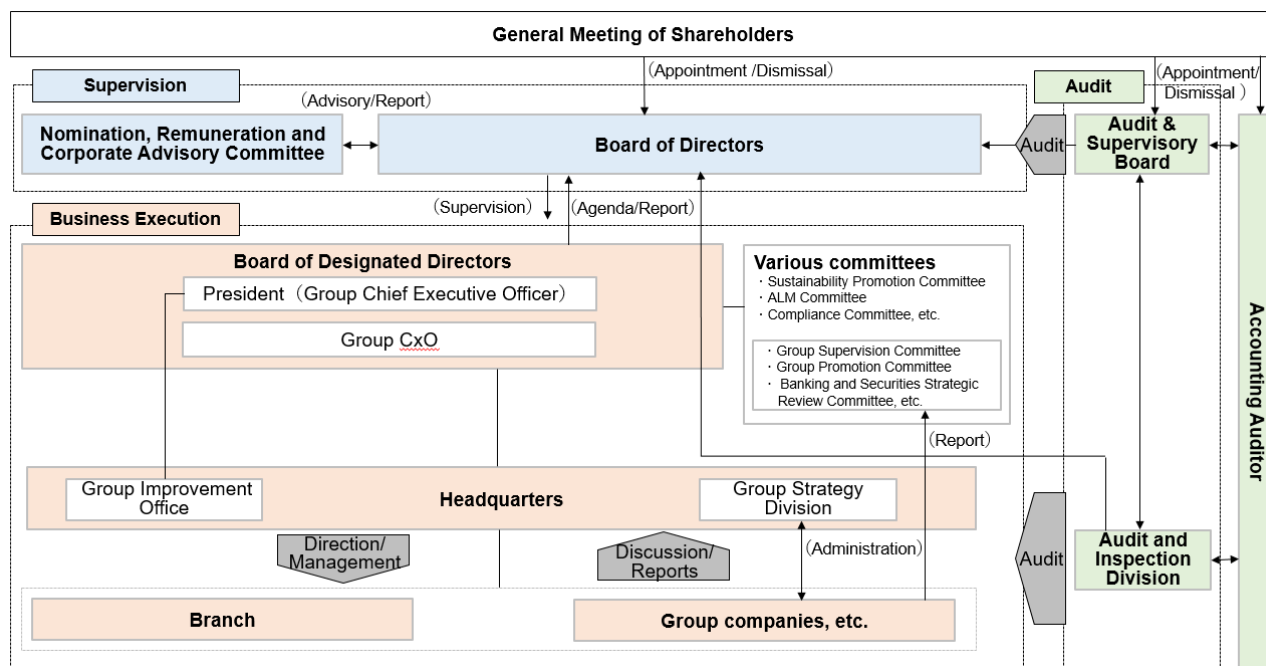 General Meeting of Shareholders
(Appointment /Dismissal)
(Appointment/
Dismissal )
Supervision
Audit
(Advisory/Report)
Nomination, Remuneration and
Corporate Advisory Committee
Board of Directors
Audit
Audit &
Supervisory
Board
(Supervision)
(Agenda/Report)
Business Execution
Board of Designated Directors
President (Group Chief Executive Officer)
Group CxO
Various committees
・Sustainability Promotion Committee
・ALM Committee
・Compliance Committee, etc.
・Group Supervision Committee
・Group Promotion Committee
・ Banking and Securities Strategic
Review Committee, etc.
Accounting Auditor
(Report)
Group Improvement
Office
Headquarters
Group Strategy
Division
Direction/
Management
Discussion/
Reports
(Administration)
Audit
Audit and
Inspection
Division
Branch
Group companies, etc.